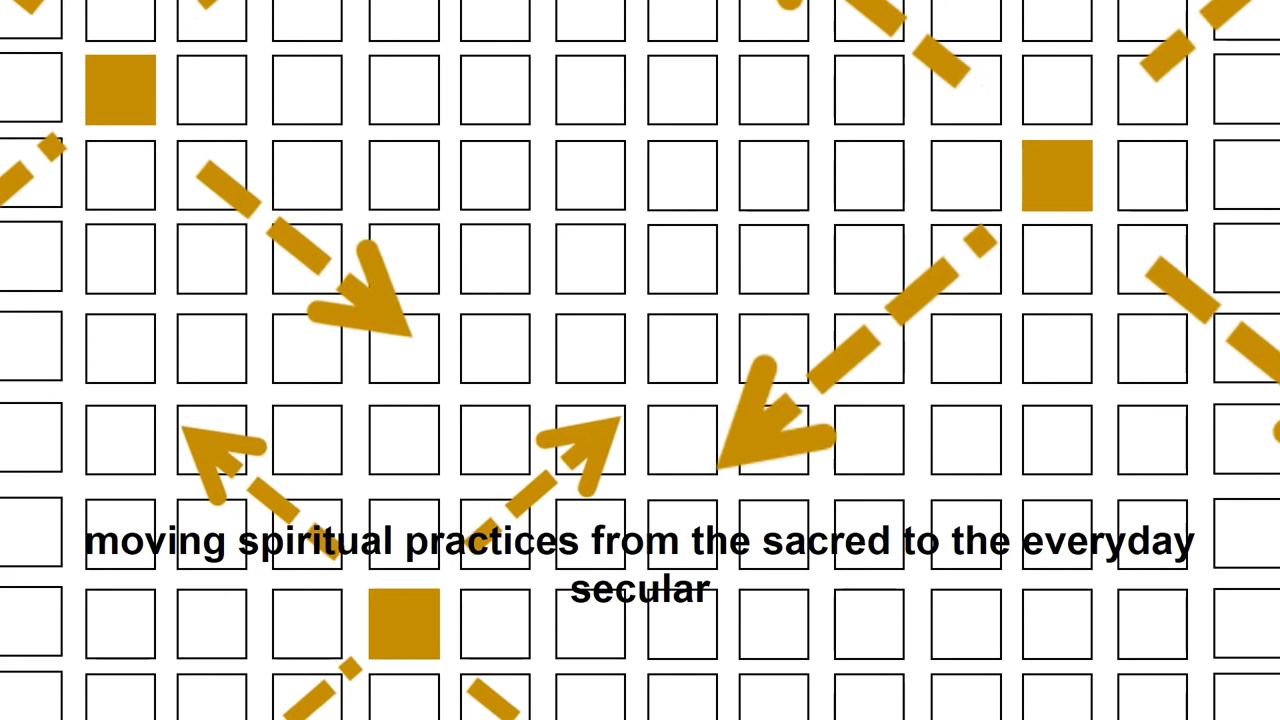 moving spiritual practices from the sacred to the everyday
secular